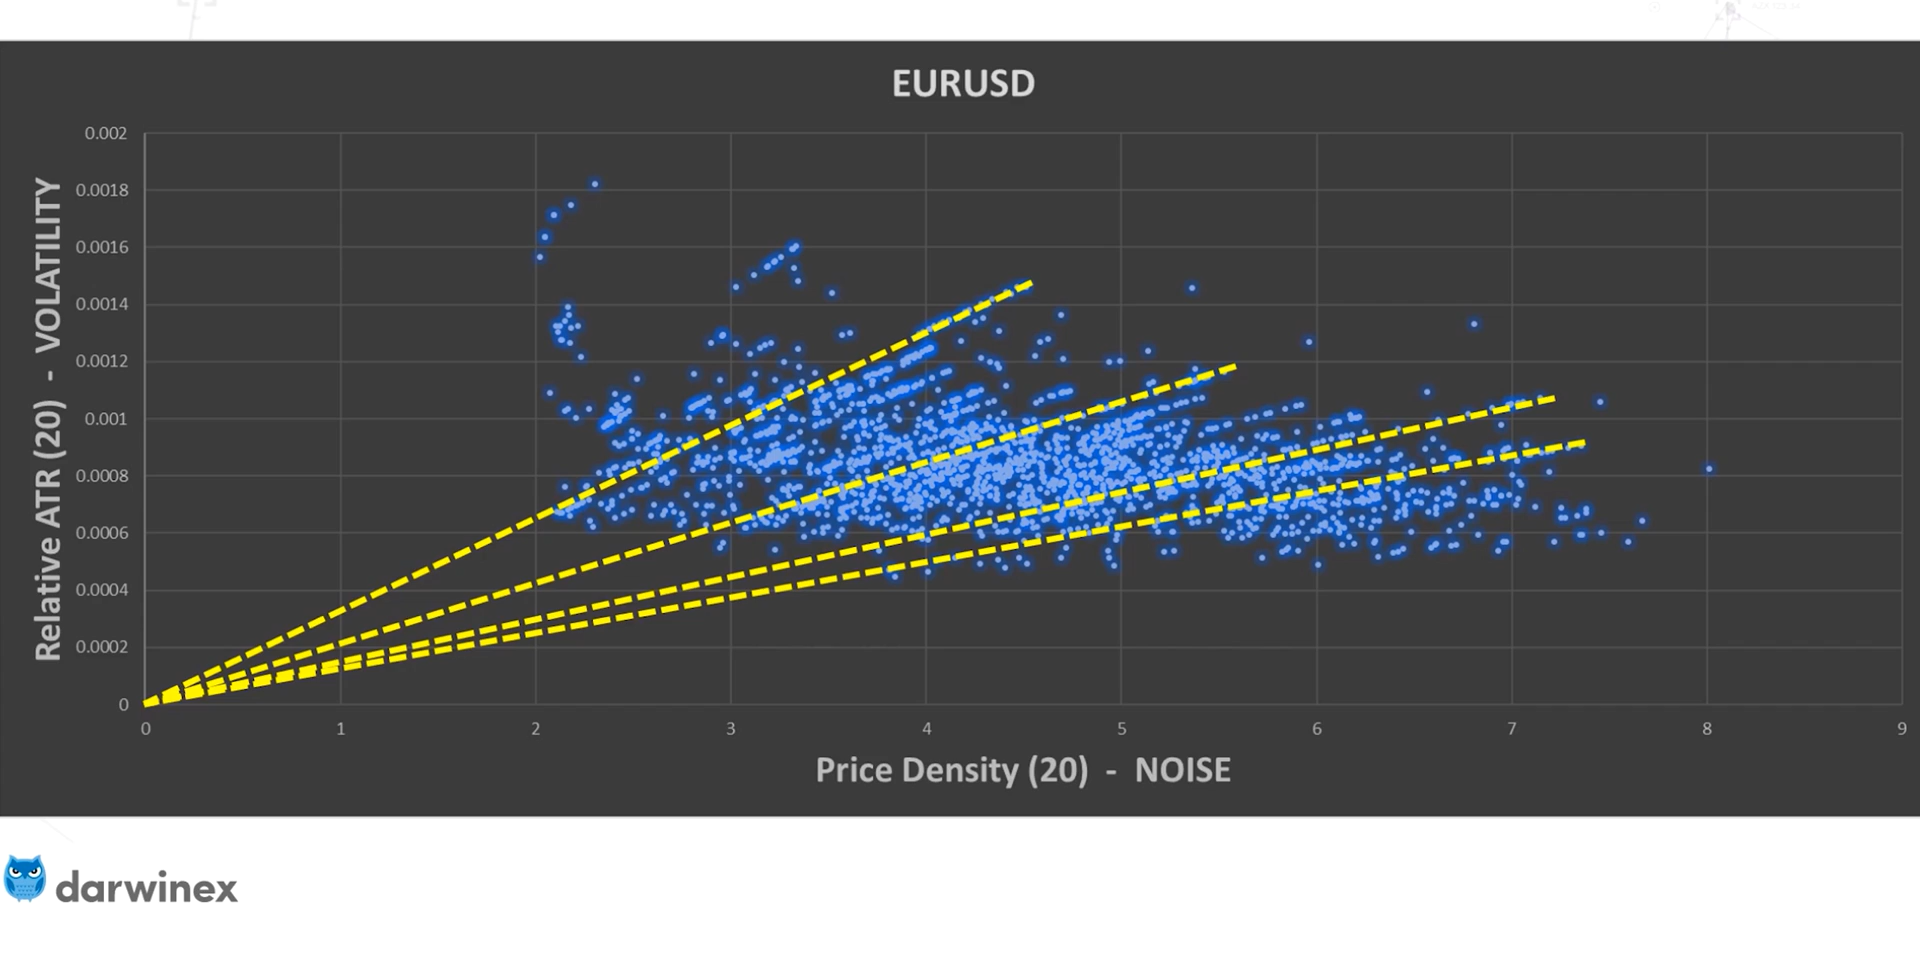 EURUSD
0.002
0.0018
0.0016
0.0014
0.0012
0.001
0.0008
0.0006
0.0004
0.0002
0
Relative ATR (20) - VOLATILITY
0 1 2 3 4 5 6 7 8 9
Price Density (20) - NOISE
darwinex